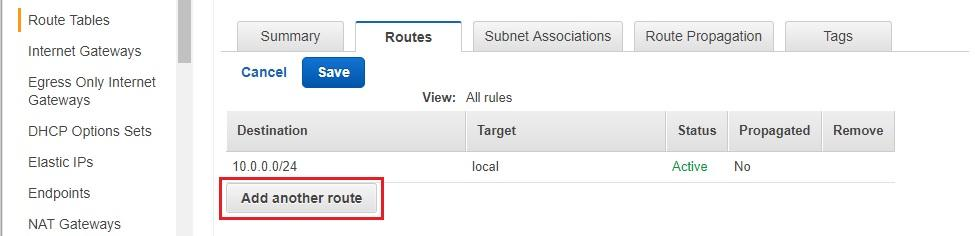 Route Tables
Internet Gateways
Egress Only Internet
Gateways
DHCP Options Sets
Elastic IPs
Endpoints
NAT Gateways
Summary
Routes
Subnet Associations
Route Propagation
Tags
Cancel
Save
View: All rules
Destination Target Status Propagated Remove
10.0.0.0/24 local Active No
Add another route